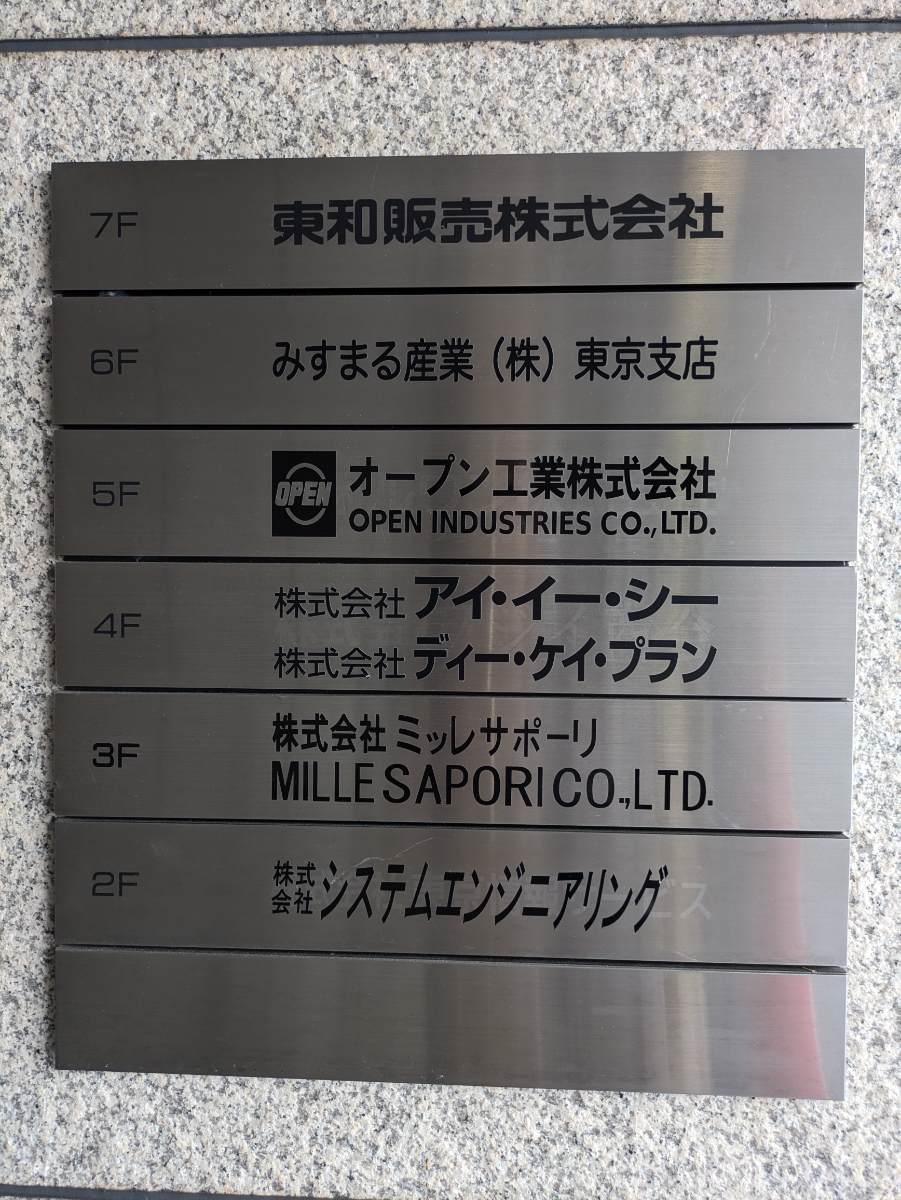 7F 東和販売株式会社
6F みすまる産業（株）東京支店
5F OPEN オープン工業株式会社
OPEN INDUSTRIES CO.,LTD.
4F 株式会社 アイ・イー・シー
株式会社 ディー・ケイ・プラン
3F 株式会社 ミッレサポーリ
MILLE SAPORI CO.,LTD.
2F 株式会社 システムエンジニアリング